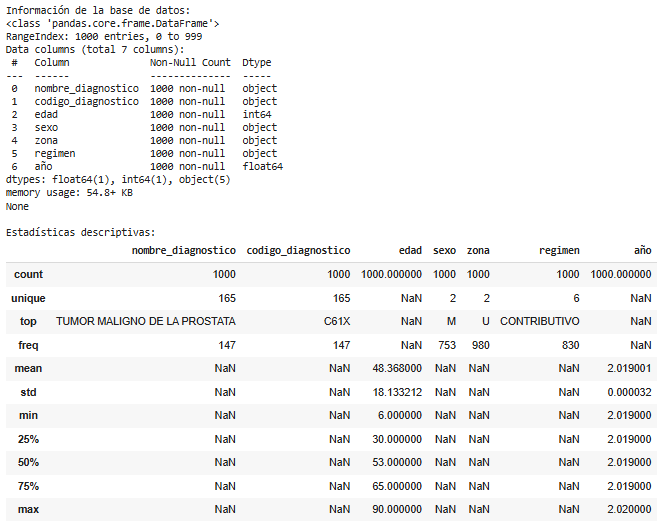 Información de la base de datos:
<class 'pandas.core.frame.DataFrame'>
RangeIndex: 1000 entries, 0 to 999
Data columns (total 7 columns):
 #   Column              Non-Null Count  Dtype
---  ------              --------------  -----
 0   nombre_diagnostico  1000 non-null   object
 1   codigo_diagnostico  1000 non-null   object
 2   edad                1000 non-null   int64
 3   sexo                1000 non-null   object
 4   zona                1000 non-null   object
 5   regimen             1000 non-null   object
 6   año                 1000 non-null   float64
dtypes: float64(1), int64(1), object(5)
memory usage: 54.8+ KB
None
Estadísticas descriptivas:
nombre_diagnostico codigo_diagnostico edad sexo zona regimen año
count 1000 1000 1000.000000 1000 1000 1000 1000.000000
unique 165 165 NaN 2 2 6 NaN
top TUMOR MALIGNO DE LA PROSTATA C61X NaN M U CONTRIBUTIVO NaN
freq 147 147 NaN 753 980 830 NaN
mean NaN NaN 48.368000 NaN NaN NaN 2.019001
std NaN NaN 18.133212 NaN NaN NaN 0.000032
min NaN NaN 6.000000 NaN NaN NaN 2.019000
25% NaN NaN 30.000000 NaN NaN NaN 2.019000
50% NaN NaN 53.000000 NaN NaN NaN 2.019000
75% NaN NaN 65.000000 NaN NaN NaN 2.019000
max NaN NaN 90.000000 NaN NaN NaN 2.020000